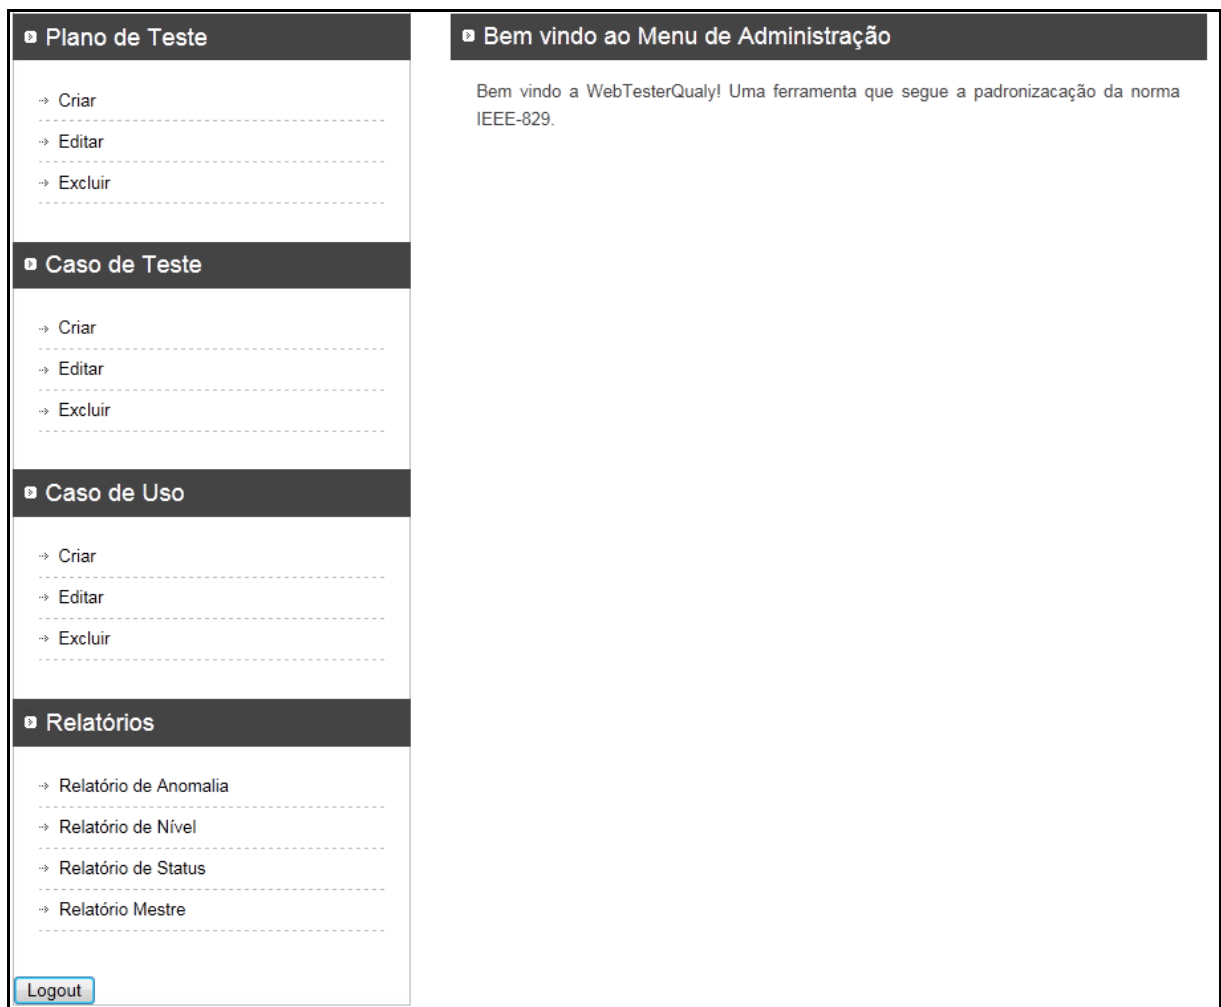 Plano de Teste
Criar
Editar
Excluir
Caso de Teste
Criar
Editar
Excluir
Caso de Uso
Criar
Editar
Excluir
Relatórios
Relatório de Anomalia
Relatório de Nível
Relatório de Status
Relatório Mestre
Logout
Bem vindo ao Menu de Administração
Bem vindo a WebTesterQualy! Uma ferramenta que segue a padronizacação da norma
IEEE-829.